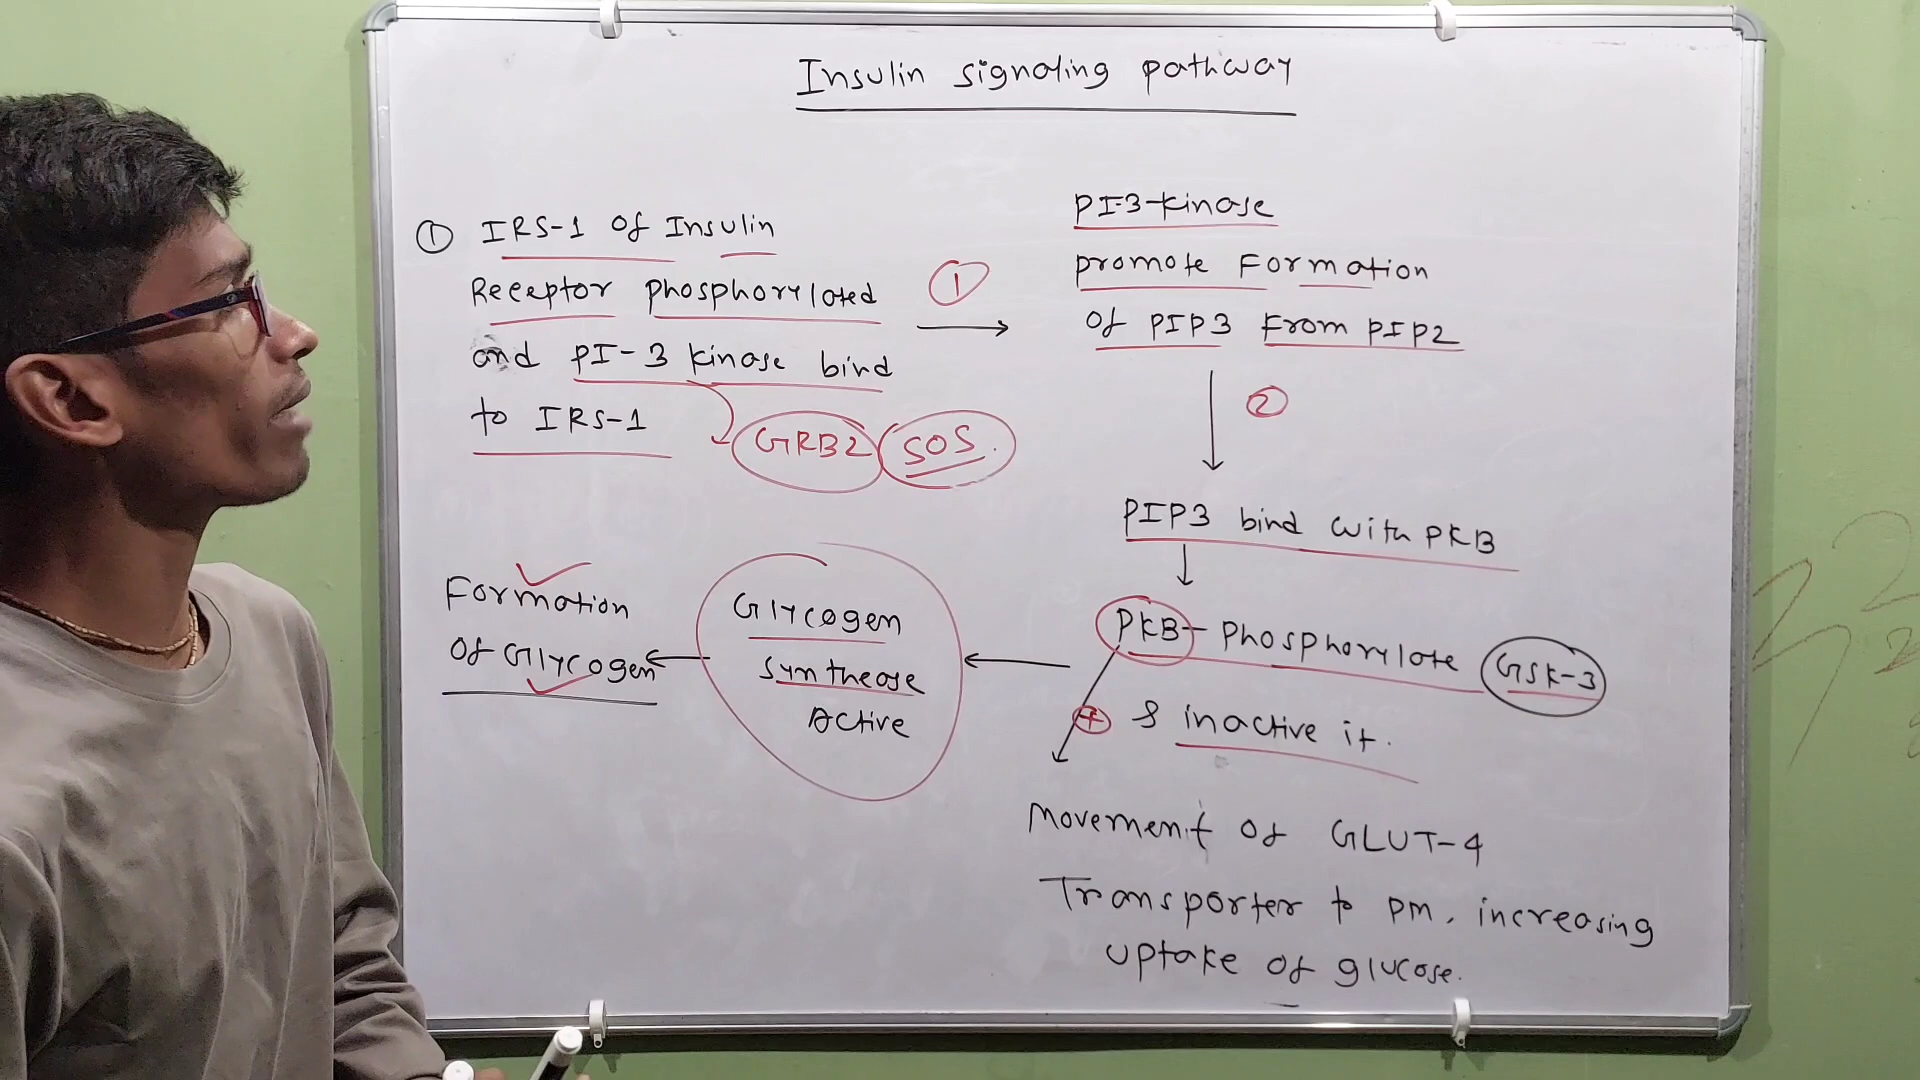 Insulin signaling pathway
① IRS-1 of Insulin
Receptor phosphorylated
and PI-3 kinase bind
to IRS-1
GRB2 SOS.
①
PI3-kinase
promote Formation
of PIP3 From PIP2
②
PIP3 bind with PKB
PKB - Phosphorylate GSK-3
& inactive it.
+
Movement of GLUT-4
Transporter to PM, increasing
uptake of glucose.
Glycogen
Synthease
Active
Formation
of Glycogen